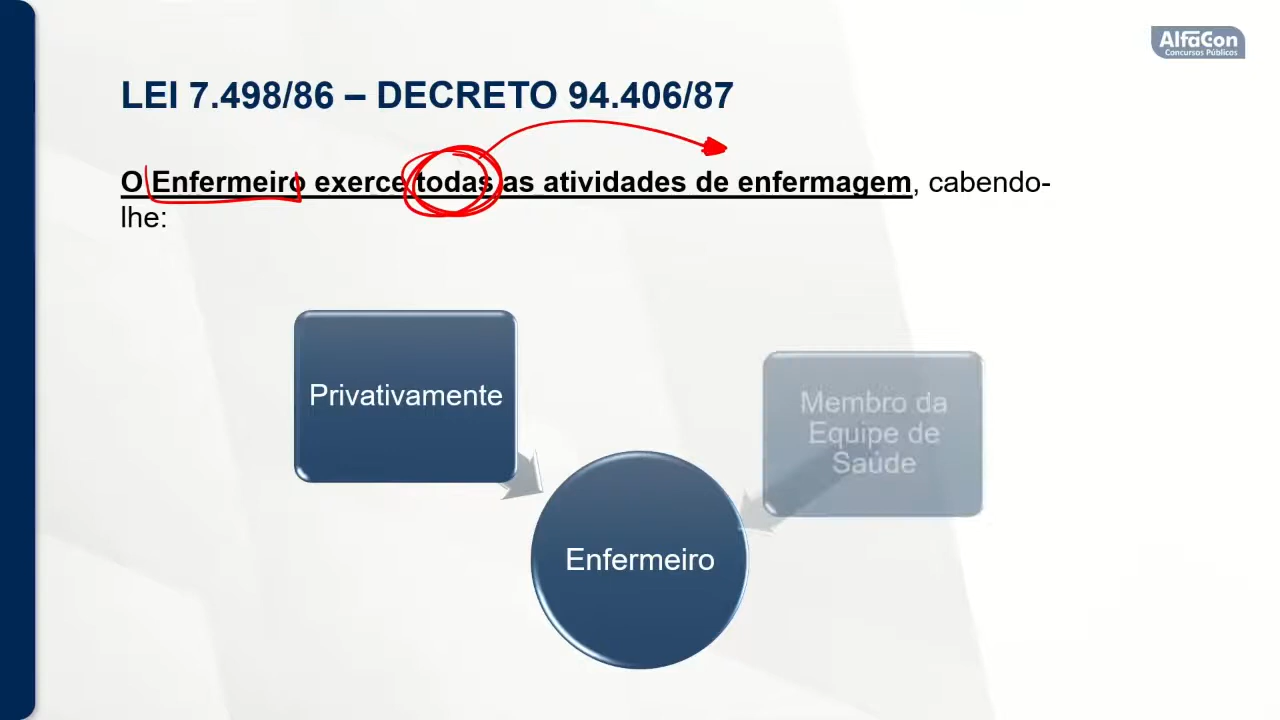 AlfaCon
Concursos Públicos
LEI 7.498/86 – DECRETO 94.406/87
O Enfermeiro exerce todas as atividades de enfermagem, cabendo-
lhe:
Privativamente
Membro da
Equipe de
Saúde
Enfermeiro